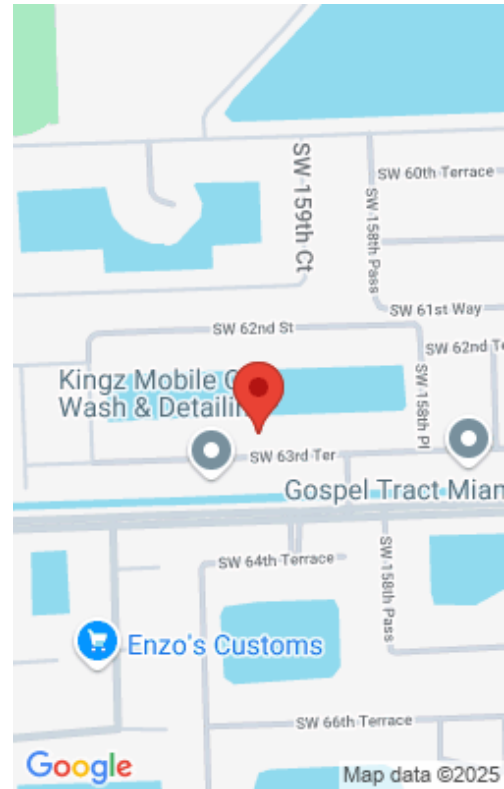 SW 60th Terrace
SW 159th Ct
SW 158th Pass
SW 61st Way
SW 62nd St
SW 62nd Te
Kingz Mobile C
Wash & Detailin
SW 158th Pl
SW 63rd Ter
Gospel Tract Miam
SW 64th Terrace
SW 158th Pass
Enzo's Customs
SW 66th Terrace
Google
Map data ©2025